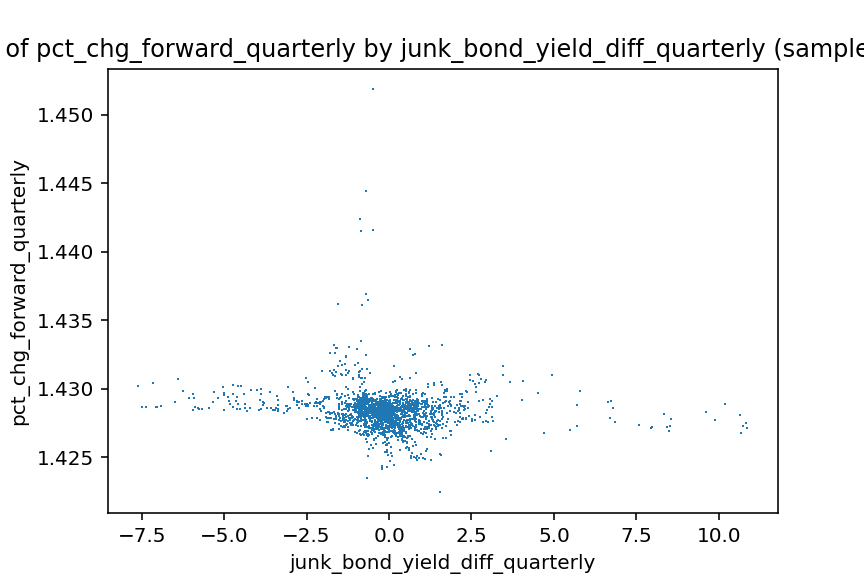 of pct_chg_forward_quarterly by junk_bond_yield_diff_quarterly (sample
1.450
1.445
1.440
1.435
1.430
1.425
pct_chg_forward_quarterly
−7.5 −5.0 −2.5 0.0 2.5 5.0 7.5 10.0
junk_bond_yield_diff_quarterly